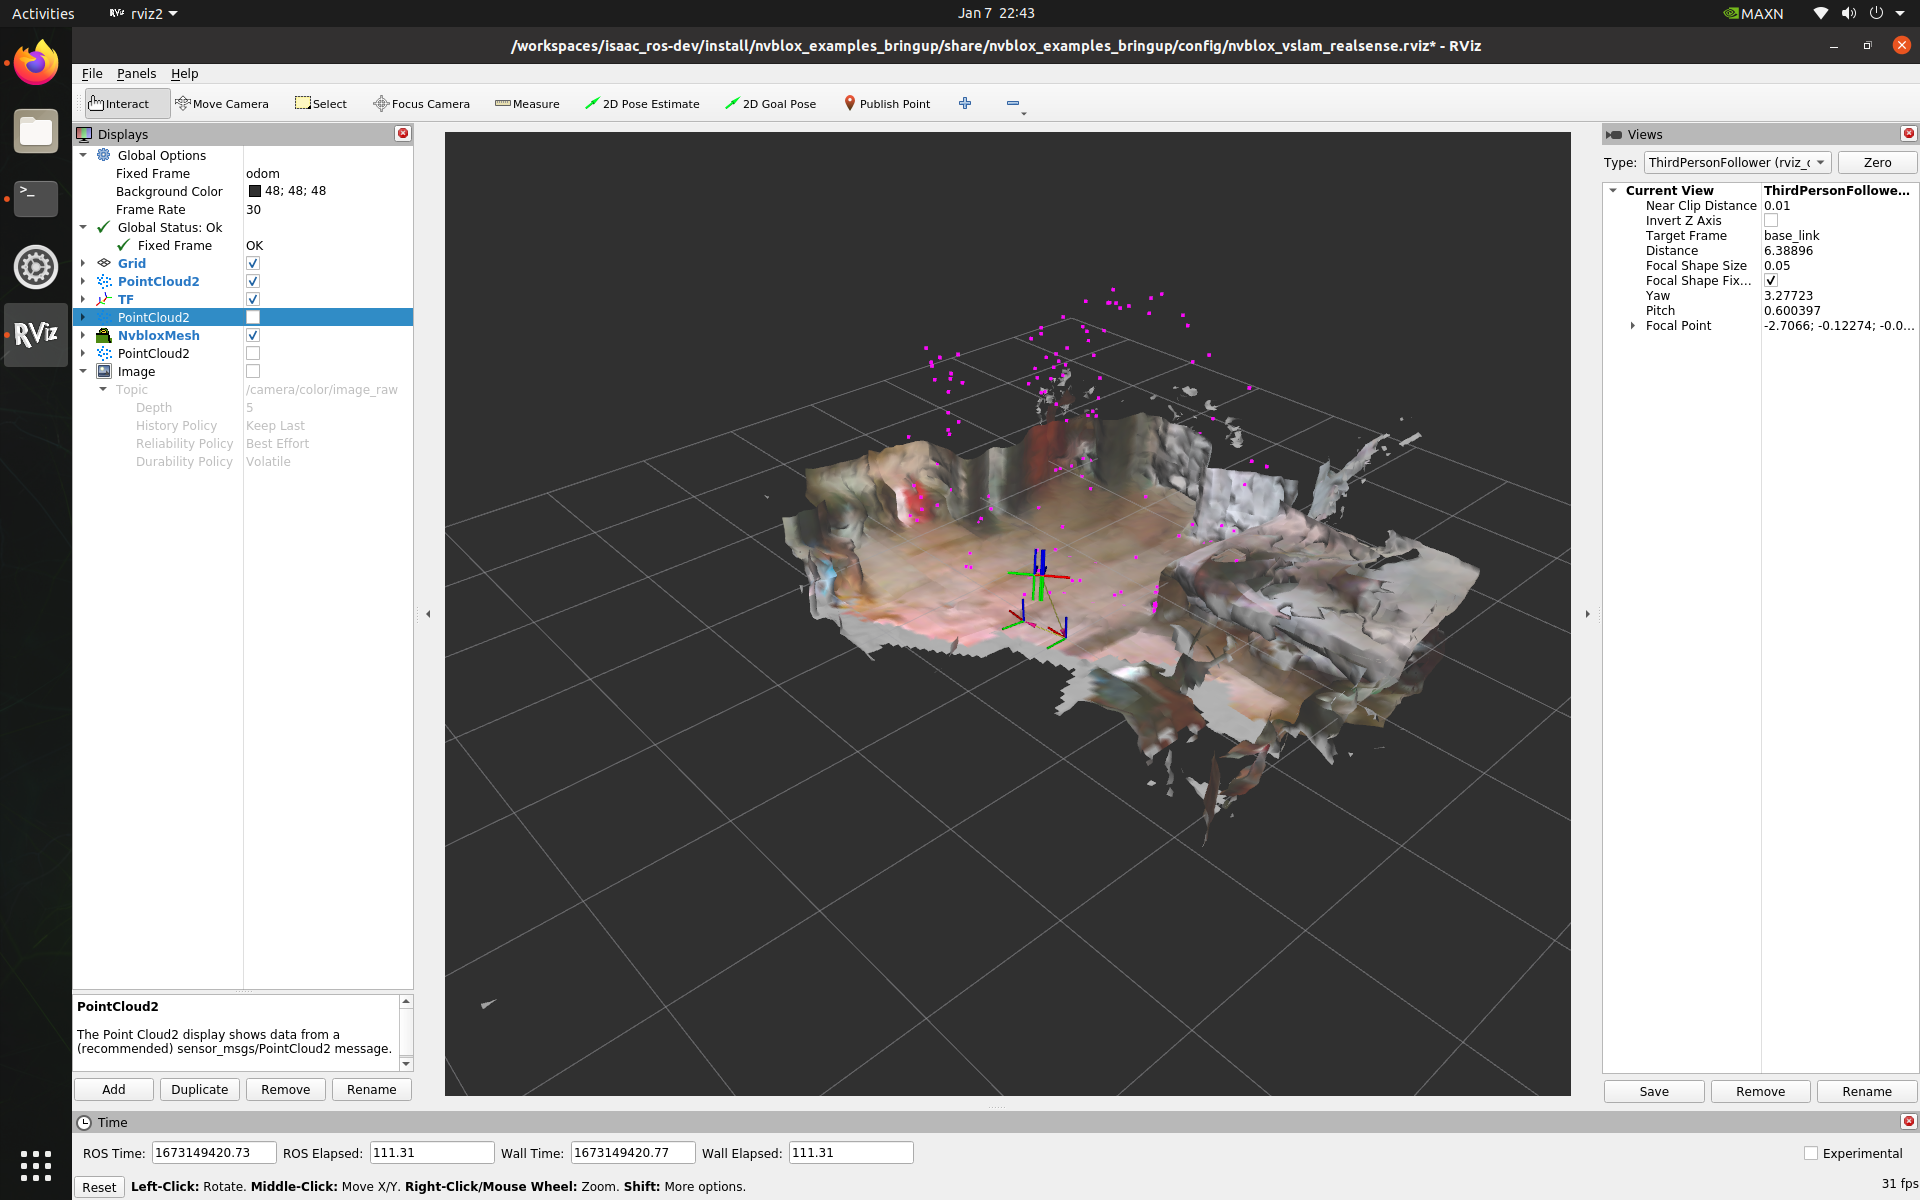 Activities rviz2 Jan 7 22:43 MAXN
/workspaces/isaac_ros-dev/install/nvblox_examples_bringup/share/nvblox_examples_bringup/config/nvblox_vslam_realsense.rviz* - RViz
File Panels Help
Interact Move Camera Select Focus Camera Measure 2D Pose Estimate 2D Goal Pose Publish Point
Displays
Global Options
Fixed Frame odom
Background Color 48; 48; 48
Frame Rate 30
Global Status: Ok
Fixed Frame OK
Grid
PointCloud2
TF
PointCloud2
NvbloxMesh
PointCloud2
Image
Topic /camera/color/image_raw
Depth 5
History Policy Keep Last
Reliability Policy Best Effort
Durability Policy Volatile
PointCloud2
The Point Cloud2 display shows data from a
(recommended) sensor_msgs/PointCloud2 message.
Add Duplicate Remove Rename
Views
Type: ThirdPersonFollower (rviz_ Zero
Current View ThirdPersonFollowe...
Near Clip Distance 0.01
Invert Z Axis
Target Frame base_link
Distance 6.38896
Focal Shape Size 0.05
Focal Shape Fix...
Yaw 3.27723
Pitch 0.600397
Focal Point -2.7066; -0.12274; -0.0...
Save Remove Rename
Time
ROS Time: 1673149420.73 ROS Elapsed: 111.31 Wall Time: 1673149420.77 Wall Elapsed: 111.31 Experimental
Reset Left-Click: Rotate. Middle-Click: Move X/Y. Right-Click/Mouse Wheel: Zoom. Shift: More options. 31 fps
RViz